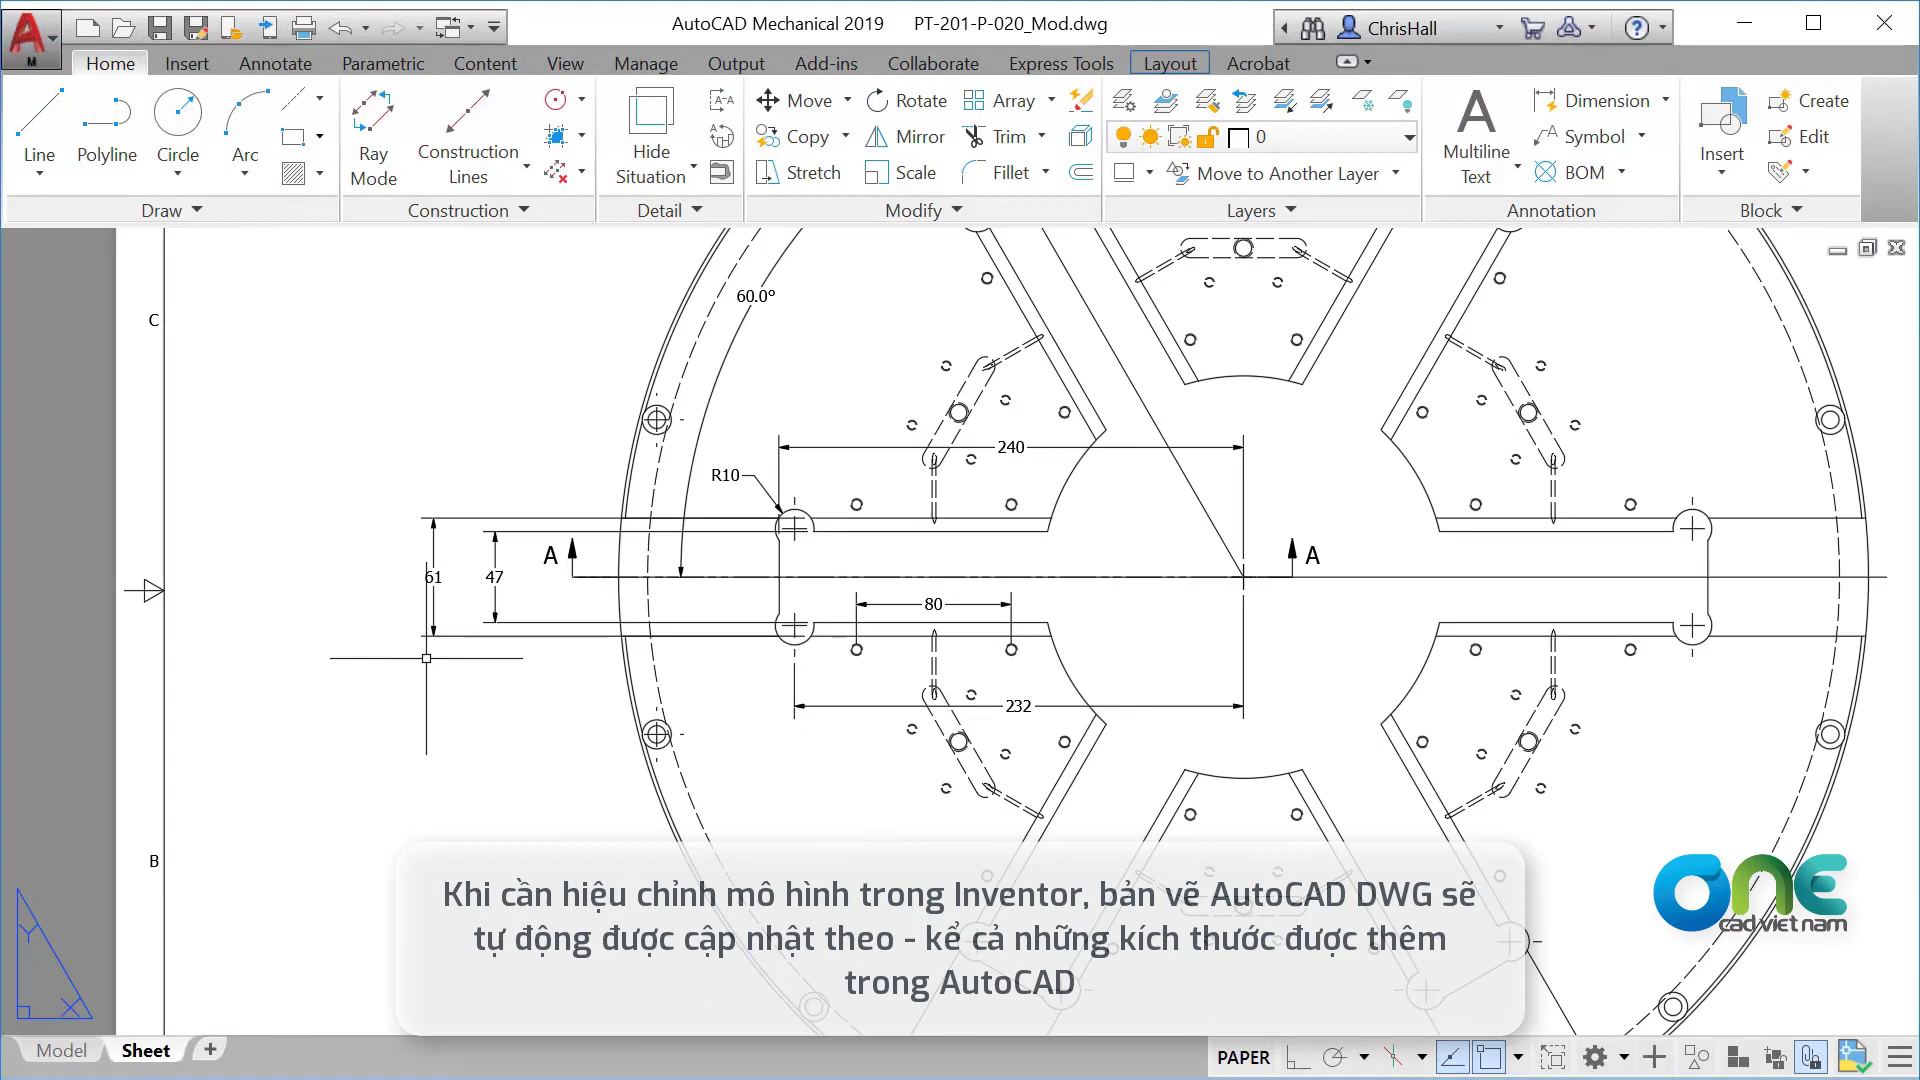 AutoCAD Mechanical 2019 PT-201-P-020_Mod.dwg
ChrisHall
M
Home Insert Annotate Parametric Content View Manage Output Add-ins Collaborate Express Tools Layout Acrobat
Line Polyline Circle Arc
Ray Mode
Construction Lines
Hide Situation
Move Rotate Array
Copy Mirror Trim
Stretch Scale Fillet
0
Move to Another Layer
Multiline Text
Dimension
Symbol
BOM
Insert
Create
Edit
Draw Construction Detail Modify Layers Annotation Block
C
60.0°
240
R10
A A
61 47
80
232
B
Khi cần hiệu chỉnh mô hình trong Inventor, bản vẽ AutoCAD DWG sẽ
tự động được cập nhật theo - kể cả những kích thước được thêm
trong AutoCAD
ONE
cad viet nam
Y
X
Model Sheet +
PAPER